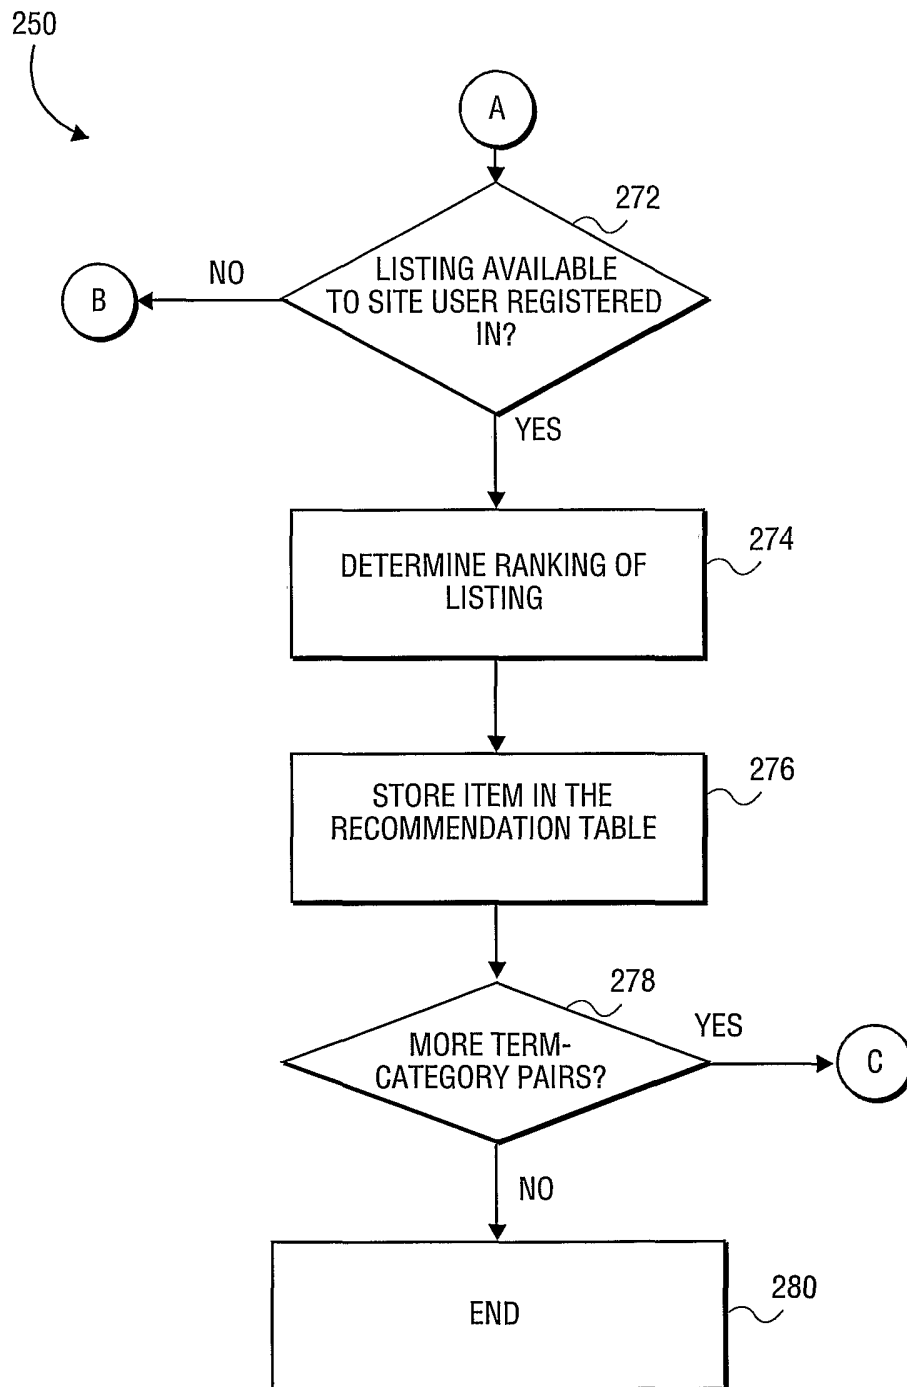 250
A
272
LISTING AVAILABLE
TO SITE USER REGISTERED
IN?
NO
B
YES
DETERMINE RANKING OF
LISTING
274
STORE ITEM IN THE
RECOMMENDATION TABLE
276
278
MORE TERM-
CATEGORY PAIRS?
YES
C
NO
END
280